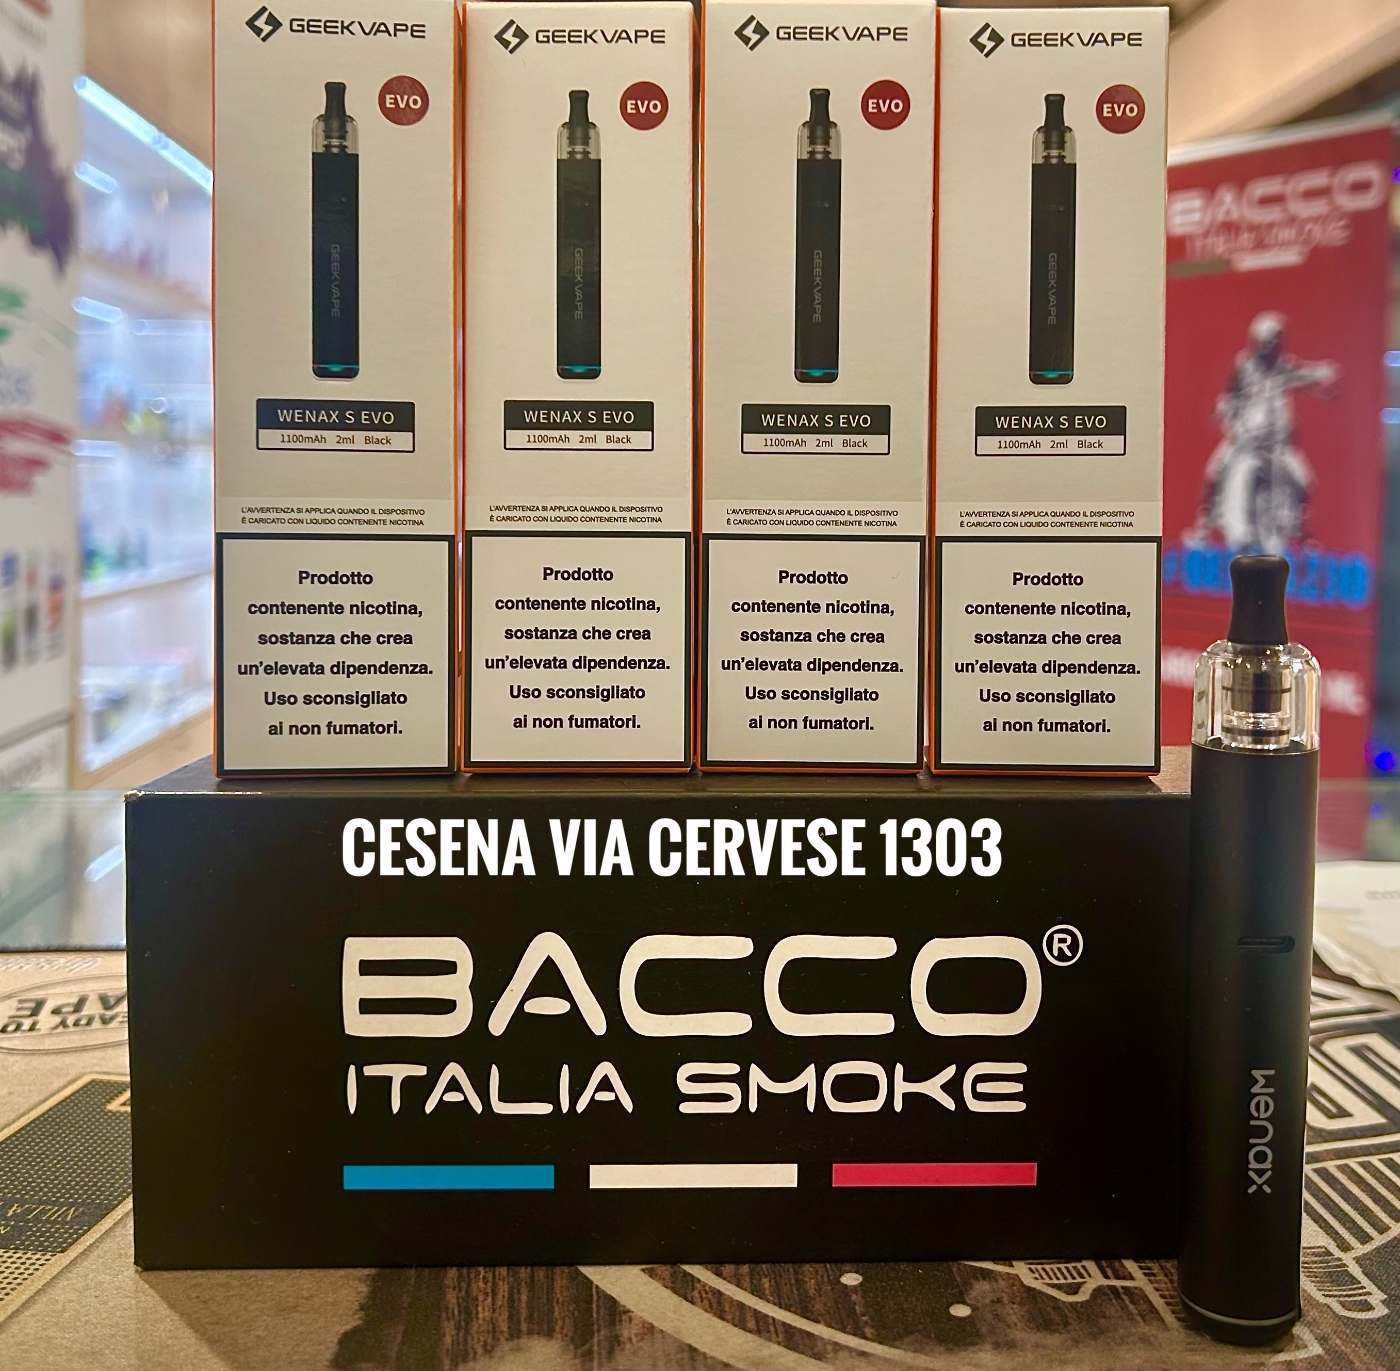 GEEKVAPE
EVO
GEEKVAPE
WENAX S EVO
1100mAh 2ml Black
L'AVVERTENZA SI APPLICA QUANDO IL DISPOSITIVO
È CARICATO CON LIQUIDO CONTENENTE NICOTINA
Prodotto
contenente nicotina,
sostanza che crea
un'elevata dipendenza.
Uso sconsigliato
ai non fumatori.
GEEKVAPE
EVO
GEEKVAPE
WENAX S EVO
1100mAh 2ml Black
L'AVVERTENZA SI APPLICA QUANDO IL DISPOSITIVO
È CARICATO CON LIQUIDO CONTENENTE NICOTINA
Prodotto
contenente nicotina,
sostanza che crea
un'elevata dipendenza.
Uso sconsigliato
ai non fumatori.
GEEKVAPE
EVO
GEEKVAPE
WENAX S EVO
1100mAh 2ml Black
L'AVVERTENZA SI APPLICA QUANDO IL DISPOSITIVO
È CARICATO CON LIQUIDO CONTENENTE NICOTINA
Prodotto
contenente nicotina,
sostanza che crea
un'elevata dipendenza.
Uso sconsigliato
ai non fumatori.
GEEKVAPE
EVO
GEEKVAPE
WENAX S EVO
1100mAh 2ml Black
L'AVVERTENZA SI APPLICA QUANDO IL DISPOSITIVO
È CARICATO CON LIQUIDO CONTENENTE NICOTINA
Prodotto
contenente nicotina,
sostanza che crea
un'elevata dipendenza.
Uso sconsigliato
ai non fumatori.
BACCO
ITALIA SMOKE
CESENA VIA CERVESE 1303
BACCO®
ITALIA SMOKE
wenax